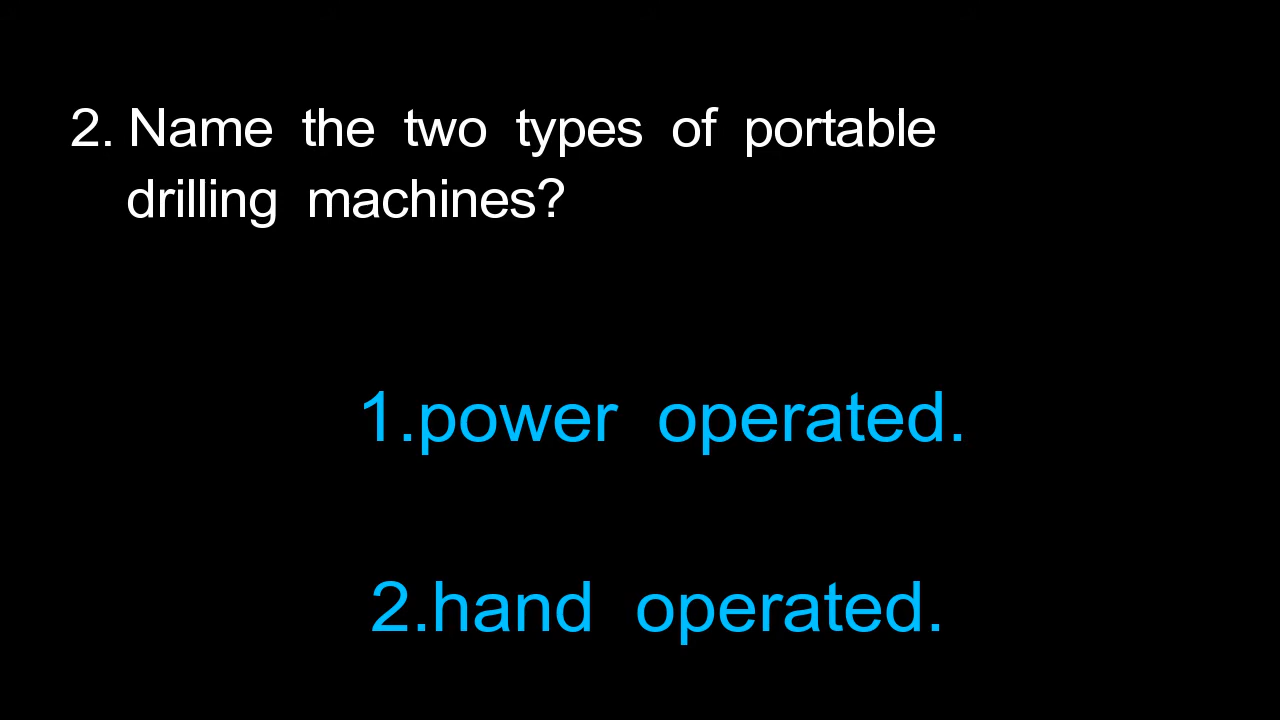 2. Name the two types of portable
drilling machines?
1.power operated.
2.hand operated.